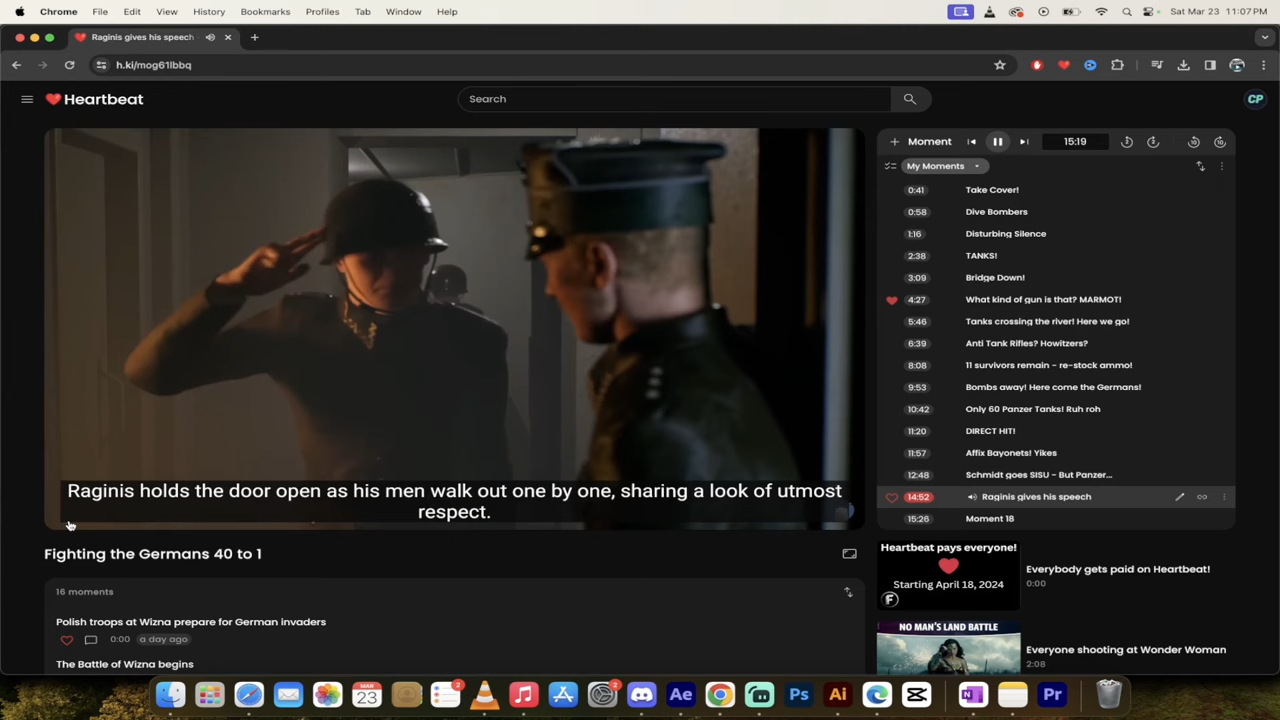 Chrome File Edit View History Bookmarks Profiles Tab Window Help Sat Mar 23 11:07 PM
Raginis gives his speech
h.ki/mog61lbbq
Heartbeat Search CP
Raginis holds the door open as his men walk out one by one, sharing a look of utmost
respect.
Fighting the Germans 40 to 1
16 moments
Polish troops at Wizna prepare for German invaders
0:00 a day ago
The Battle of Wizna begins
+ Moment 15:19 5 5 10 10
My Moments
0:41 Take Cover!
0:58 Dive Bombers
1:16 Disturbing Silence
2:38 TANKS!
3:09 Bridge Down!
4:27 What kind of gun is that? MARMOT!
5:46 Tanks crossing the river! Here we go!
6:39 Anti Tank Rifles? Howitzers?
8:08 11 survivors remain - re-stock ammo!
9:53 Bombs away! Here come the Germans!
10:42 Only 60 Panzer Tanks! Ruh roh
11:20 DIRECT HIT!
11:57 Affix Bayonets! Yikes
12:48 Schmidt goes SISU - But Panzer...
14:52 Raginis gives his speech
15:26 Moment 18
Heartbeat pays everyone!
Starting April 18, 2024
F
Everybody gets paid on Heartbeat!
0:00
NO MAN'S LAND BATTLE
Everyone shooting at Wonder Woman
2:08
MAR 23 2 2 Ae Ps Ai N Pr